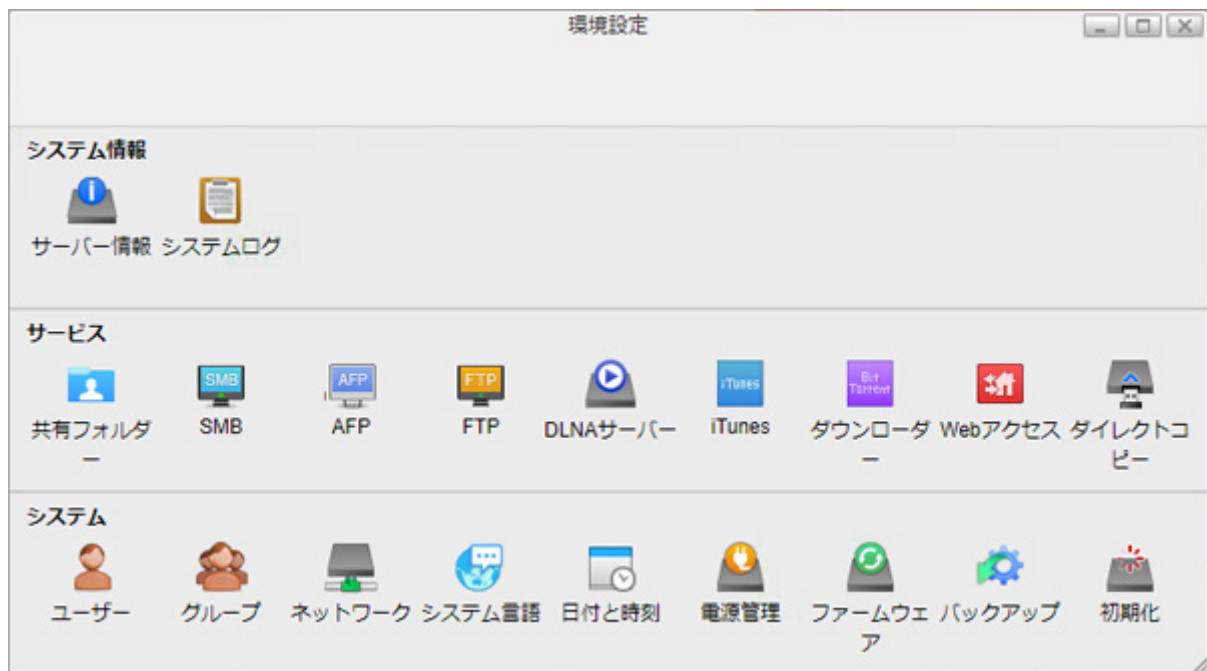 環境設定
システム情報
サーバー情報 システムログ
サービス
SMB AFP FTP iTunes Bit
Torrent
共有フォルダ SMB AFP FTP DLNAサーバー iTunes ダウンローダ Webアクセス ダイレクトコ
ー ー ピー
システム
ユーザー グループ ネットワーク システム言語 日付と時刻 電源管理 ファームウェ バックアップ 初期化
ア